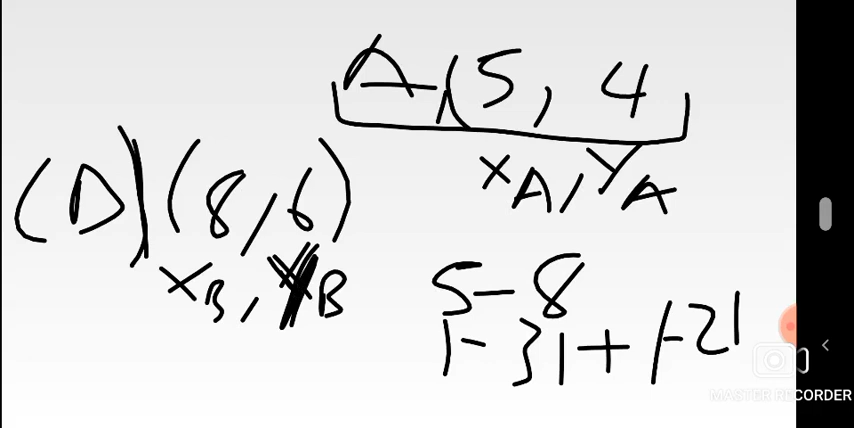 A, (5, 4
(D) (8, 6)
xA, YA
xB, YB
5 - 8
|-3| + |-2|
MASTER RECORDER